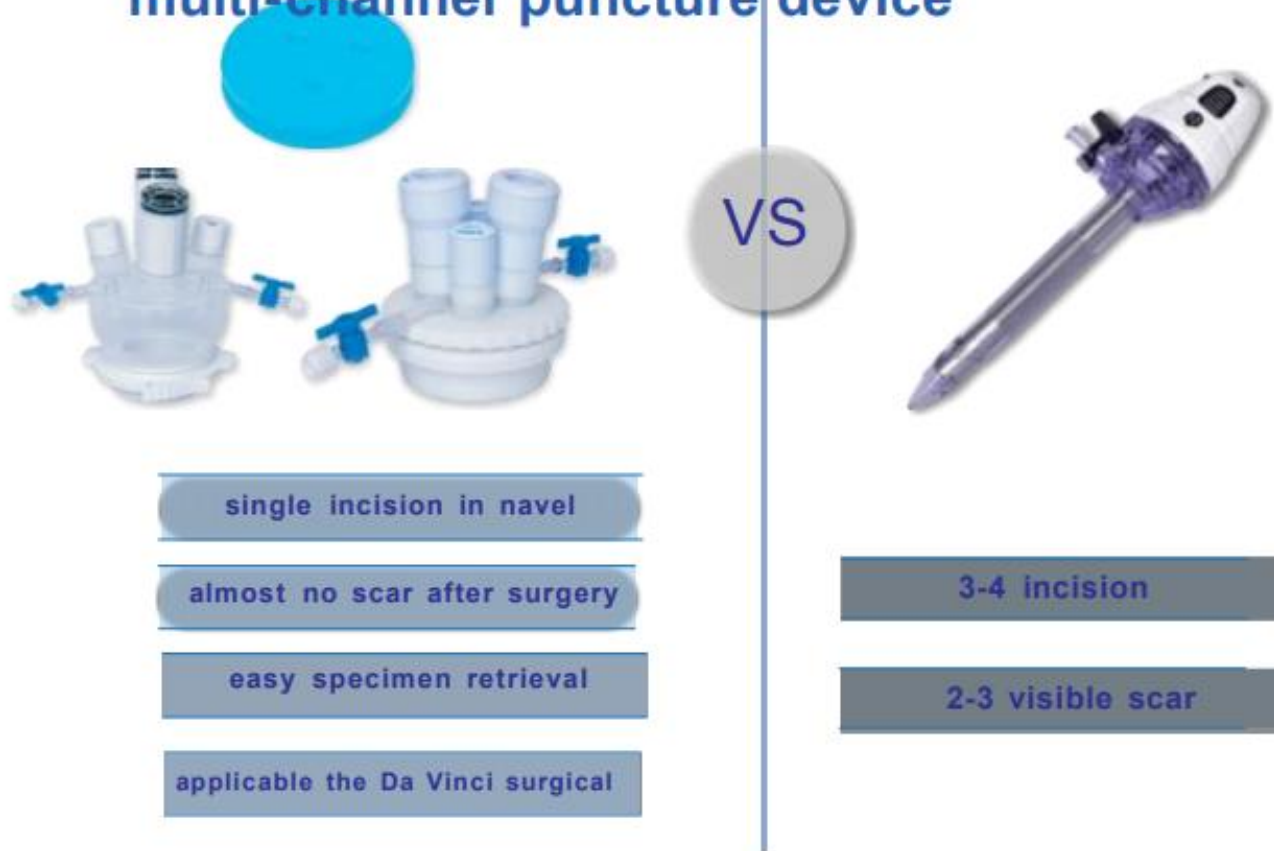 multi-channel puncture device
VS
single incision in navel
almost no scar after surgery
easy specimen retrieval
applicable the Da Vinci surgical
3-4 incision
2-3 visible scar